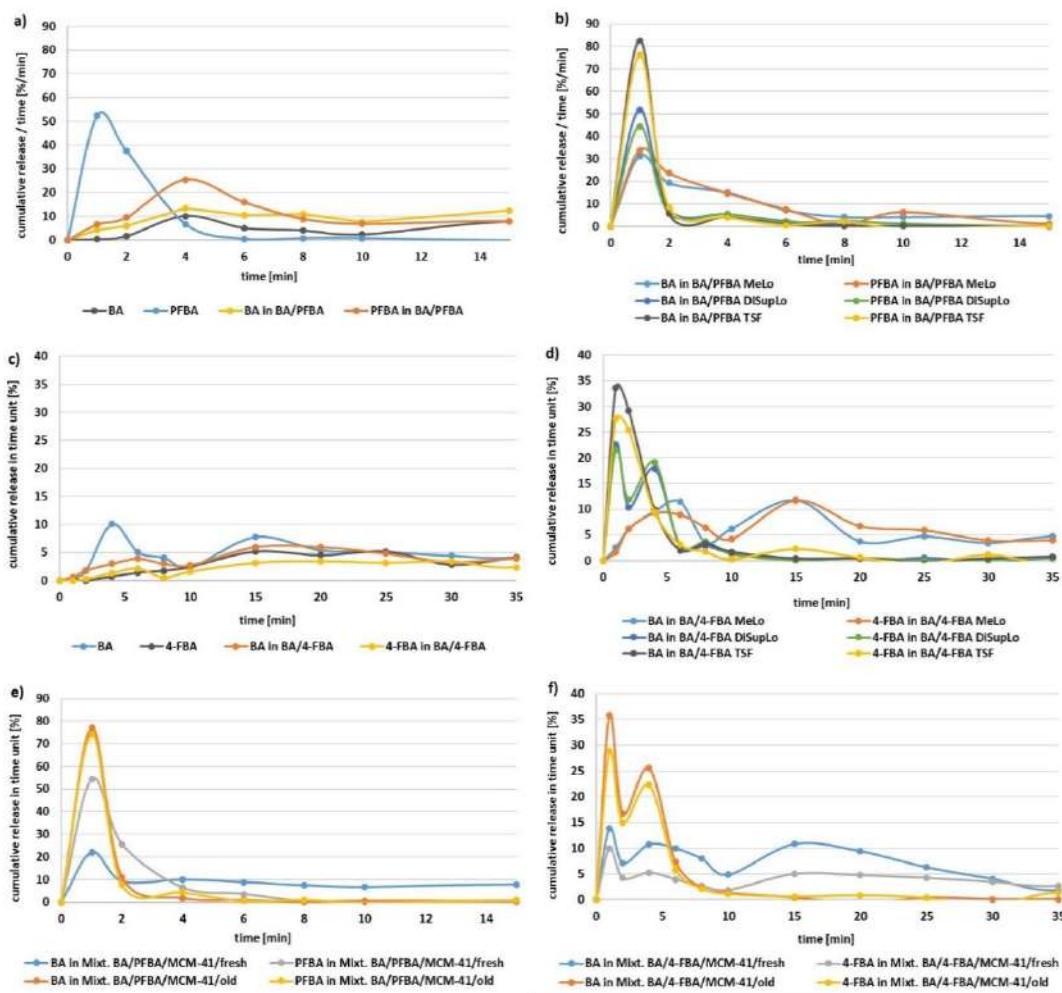 a)
cumulative release / time [%/min]
90
80
70
60
50
40
30
20
10
0
0 2 4 6 8 10 12 14
time [min]
BA PFBA BA in BA/PFBA PFBA in BA/PFBA
b)
cumulative release / time [%/min]
90
80
70
60
50
40
30
20
10
0
0 2 4 6 8 10 12 14
time [min]
BA in BA/PFBA MeLo PFBA in BA/PFBA MeLo
BA in BA/PFBA DiSupLo PFBA in BA/PFBA DiSupLo
BA in BA/PFBA TSF PFBA in BA/PFBA TSF
c)
cumulative release in time unit [%]
40
35
30
25
20
15
10
5
0
0 5 10 15 20 25 30 35
time [min]
BA 4-FBA BA in BA/4-FBA 4-FBA in BA/4-FBA
d)
cumulative release in time unit [%]
40
35
30
25
20
15
10
5
0
0 5 10 15 20 25 30 35
time [min]
BA in BA/4-FBA MeLo 4-FBA in BA/4-FBA MeLo
BA in BA/4-FBA DiSupLo 4-FBA in BA/4-FBA DiSupLo
BA in BA/4-FBA TSF 4-FBA in BA/4-FBA TSF
e)
cumulative release in time unit [%]
90
80
70
60
50
40
30
20
10
0
0 2 4 6 8 10 12 14
time [min]
BA in Mixt. BA/PFBA/MCM-41/fresh PFBA in Mixt. BA/PFBA/MCM-41/fresh
BA in Mixt. BA/PFBA/MCM-41/old PFBA in Mixt. BA/PFBA/MCM-41/old
f)
cumulative release in time unit [%]
40
35
30
25
20
15
10
5
0
0 5 10 15 20 25 30 35
time [min]
BA in Mixt. BA/4-FBA/MCM-41/fresh 4-FBA in Mixt. BA/4-FBA/MCM-41/fresh
BA in Mixt. BA/4-FBA/MCM-41/old 4-FBA in Mixt. BA/4-FBA/MCM-41/old